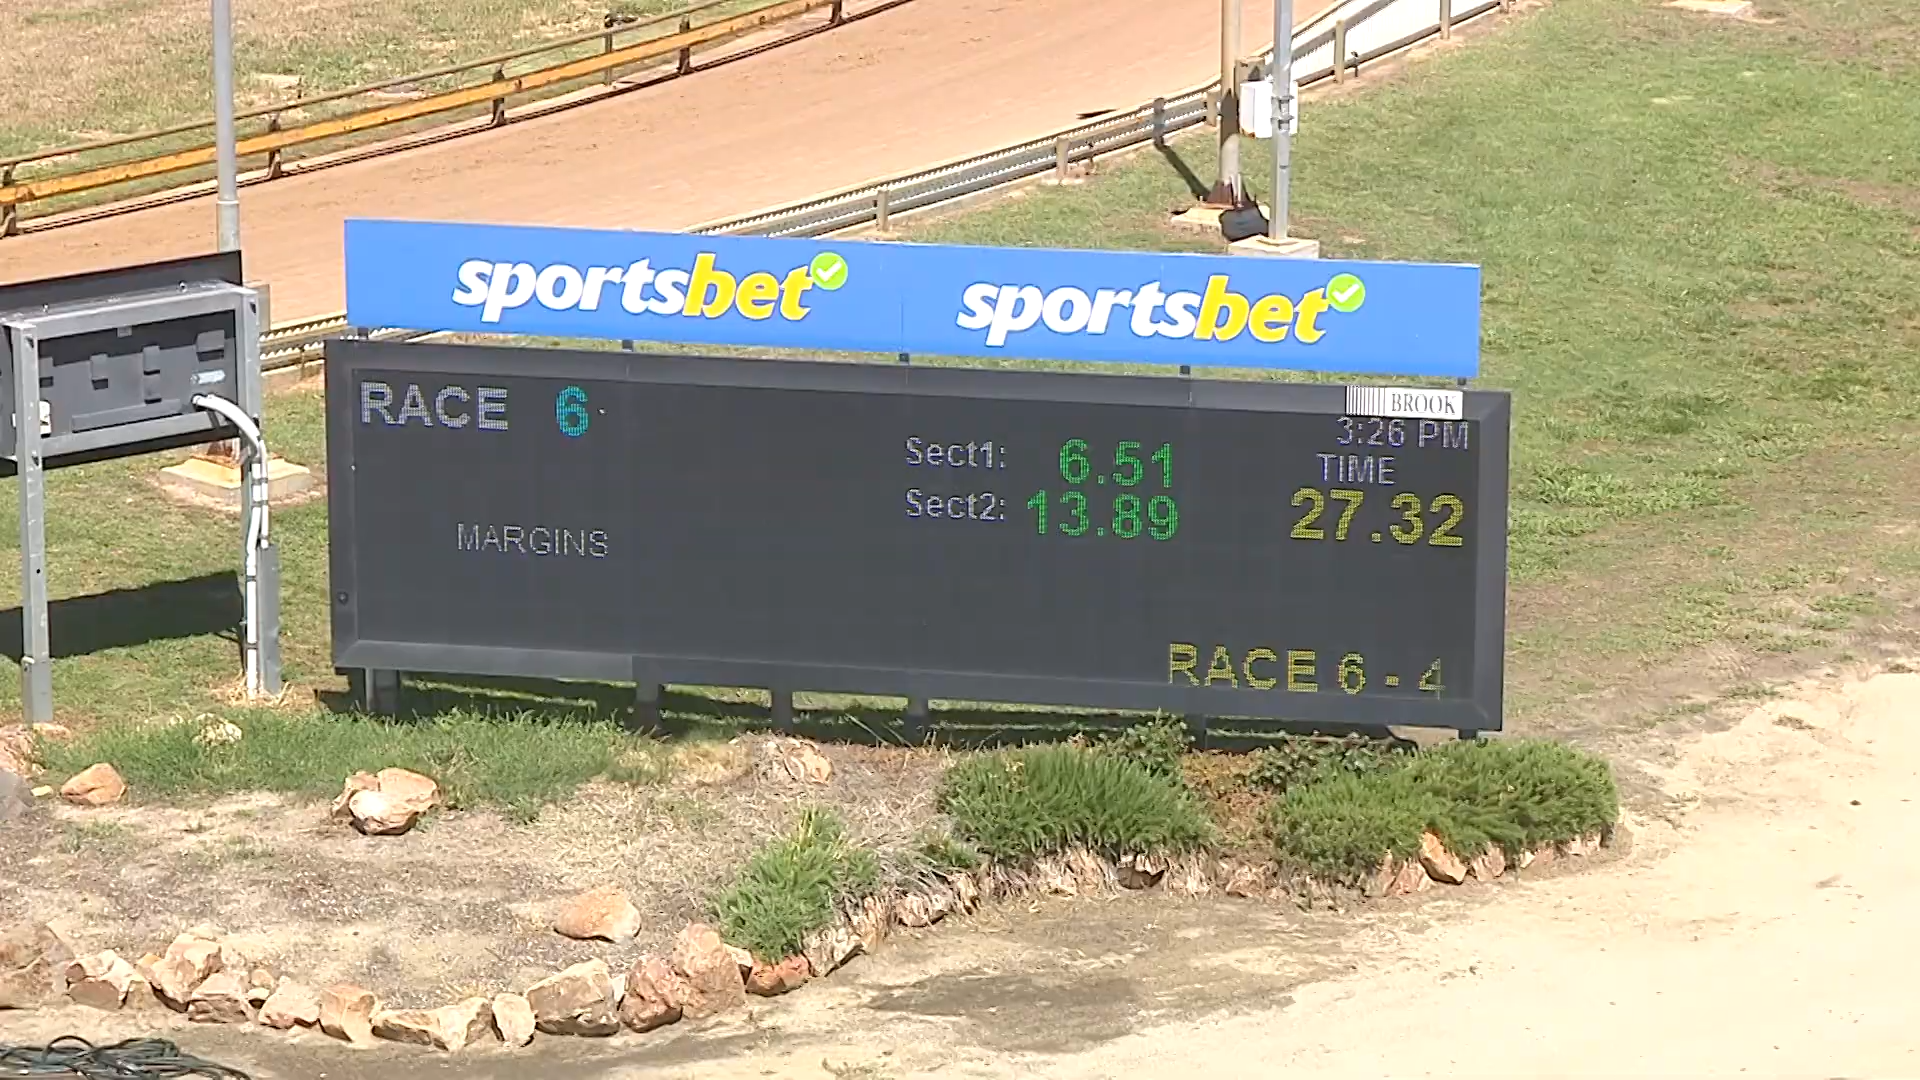 sportsbet sportsbet
BROOK
RACE 6
3:26 PM
Sect1: 6.51
TIME
Sect2: 13.89
27.32
MARGINS
RACE 6 - 4